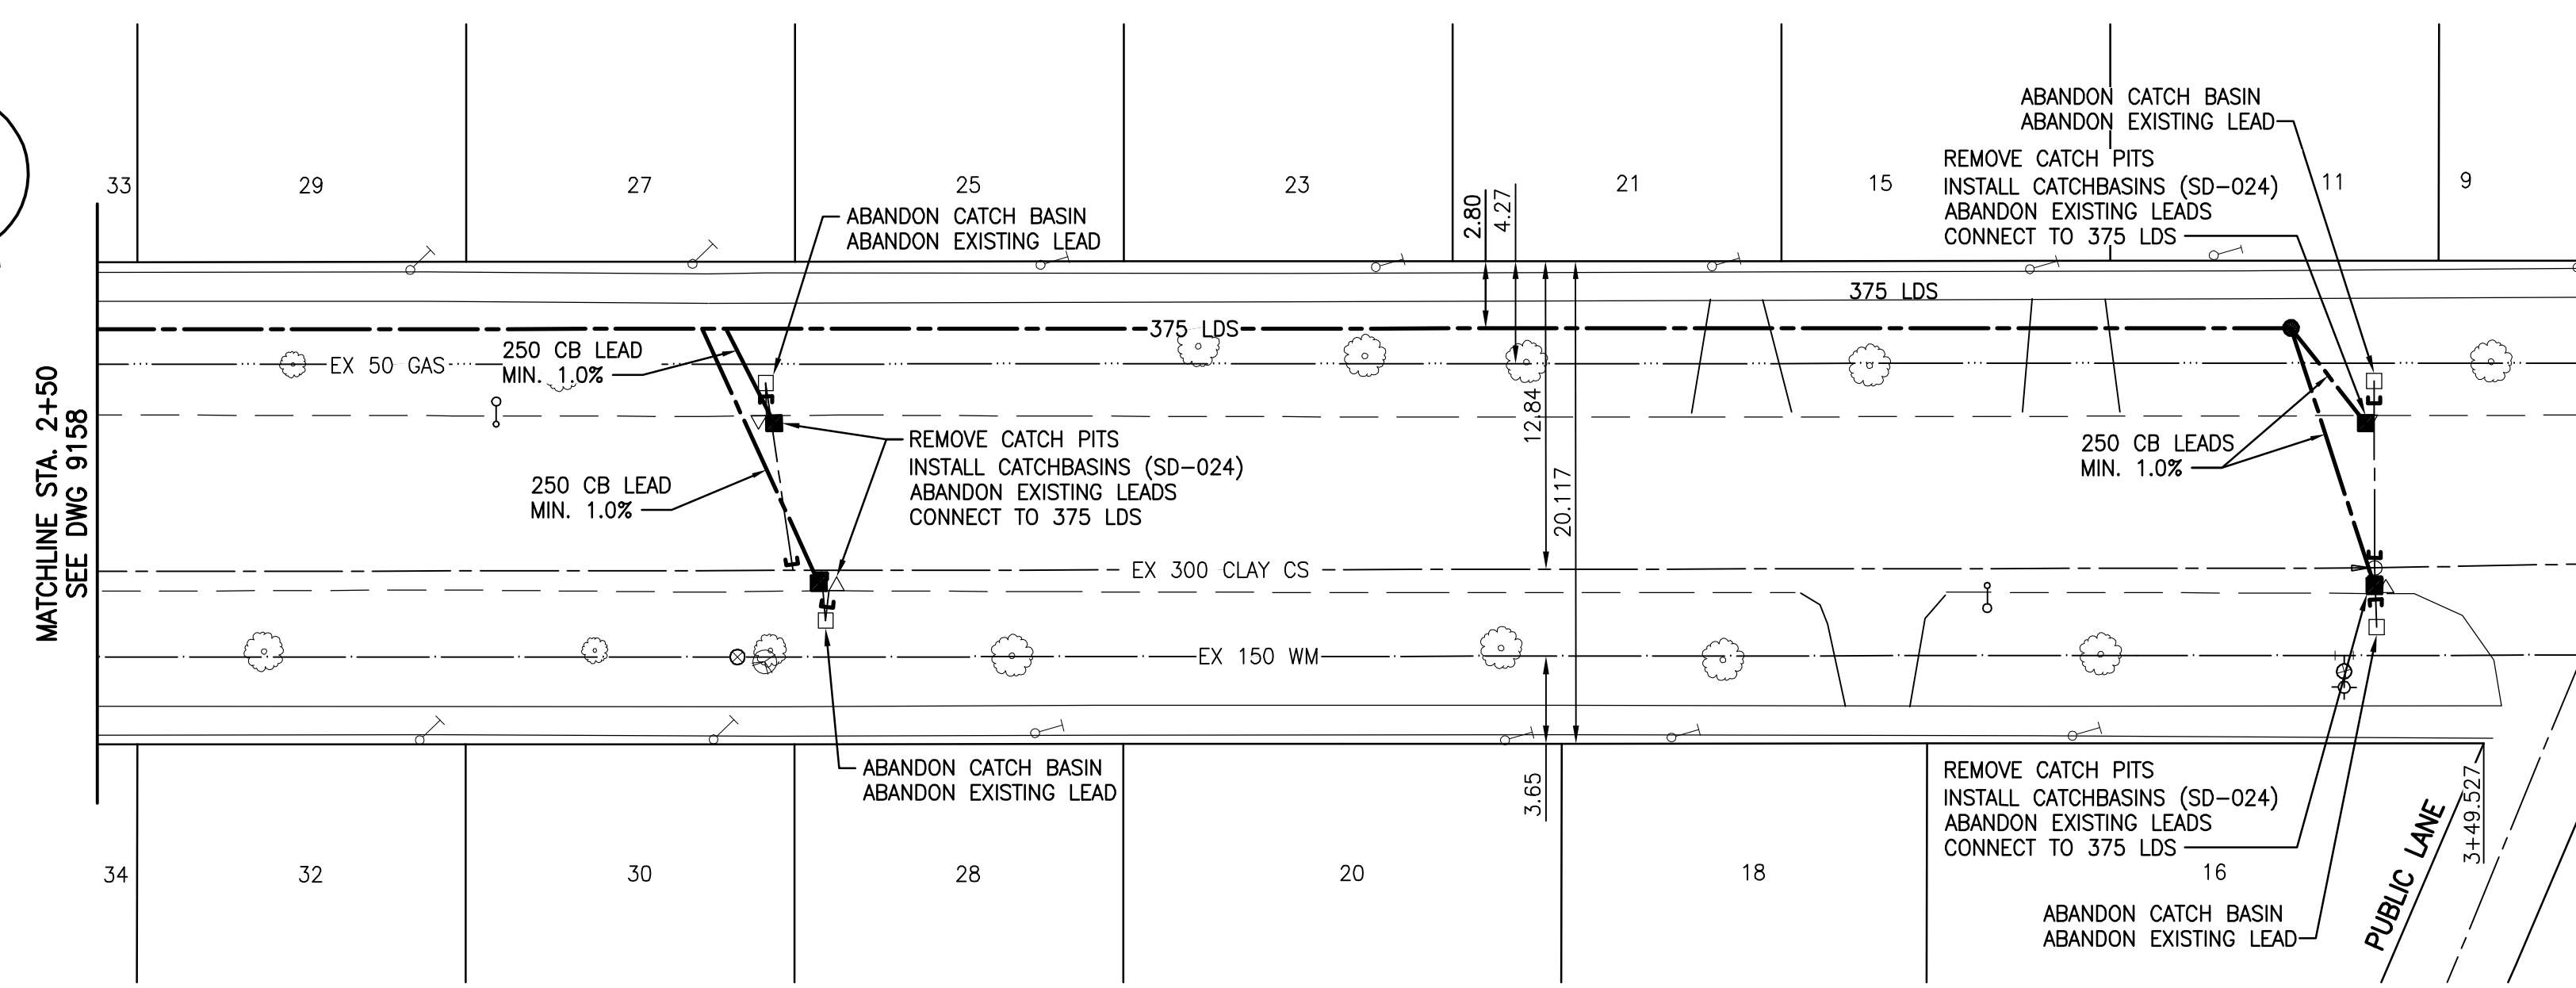 33
29
27
25
23
21
15
11
9
ABANDON CATCH BASIN
ABANDON EXISTING LEAD
REMOVE CATCH PITS
INSTALL CATCHBASINS (SD-024)
ABANDON EXISTING LEADS
CONNECT TO 375 LDS
ABANDON CATCH BASIN
ABANDON EXISTING LEAD
2.80
4.27
375 LDS
375 LDS
MATCHLINE STA. 2+50
SEE DWG 9158
EX 50 GAS
250 CB LEAD
MIN. 1.0%
12.84
20.117
REMOVE CATCH PITS
INSTALL CATCHBASINS (SD-024)
ABANDON EXISTING LEADS
CONNECT TO 375 LDS
250 CB LEAD
MIN. 1.0%
250 CB LEADS
MIN. 1.0%
EX 300 CLAY CS
EX 150 WM
ABANDON CATCH BASIN
ABANDON EXISTING LEAD
3.65
REMOVE CATCH PITS
INSTALL CATCHBASINS (SD-024)
ABANDON EXISTING LEADS
CONNECT TO 375 LDS
3+49.527
PUBLIC LANE
34
32
30
28
20
18
16
ABANDON CATCH BASIN
ABANDON EXISTING LEAD